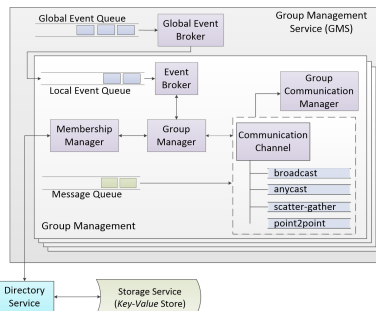 Global Event Queue
Global Event
Broker
Group Management
Service (GMS)
Local Event Queue
Event
Broker
Group
Communication
Manager
Membership
Manager
Group
Manager
Communication
Channel
broadcast
anycast
scatter-gather
point2point
Message Queue
Group Management
Directory
Service
Storage Service
(Key-Value Store)